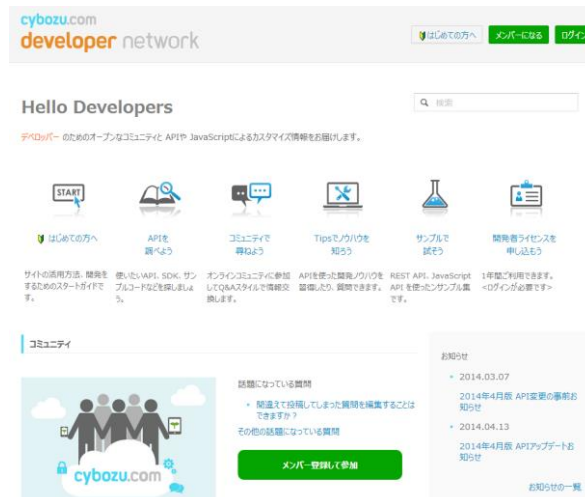 cybozu.com
developer network
はじめての方へ
メンバーになる
ログイン
Hello Developers
検索
デベロッパー のためのオープンなコミュニティと APIや JavaScriptによるカスタマイズ情報をお届けします。
START
はじめての方へ
サイトの活用方法、開発を
するためのスタートガイドで
す。
APIを
調べよう
使いたいAPI、SDK、サン
プルコードなどを探しましょ
う。
コミュニティで
尋ねよう
オンラインコミュニティに参加
してQ&Aスタイルで情報交
換します。
Tipsでノウハウを
知ろう
APIを使った開発ノウハウを
習得したり、質問できます。
サンプルで
試そう
REST API、JavaScript
API を使ったサンプル集
です。
開発者ライセンスを
申し込もう
1年間ご利用できます。
<ログインが必要です>
コミュニティ
cybozu.com
話題になっている質問
間違えて投稿してしまった質問を編集することは
できますか？
その他の話題になっている質問
メンバー登録して参加
お知らせ
2014.03.07
2014年4月版 API変更の事前お
知らせ
2014.04.13
2014年4月版 APIアップデートお
知らせ
お知らせの一覧